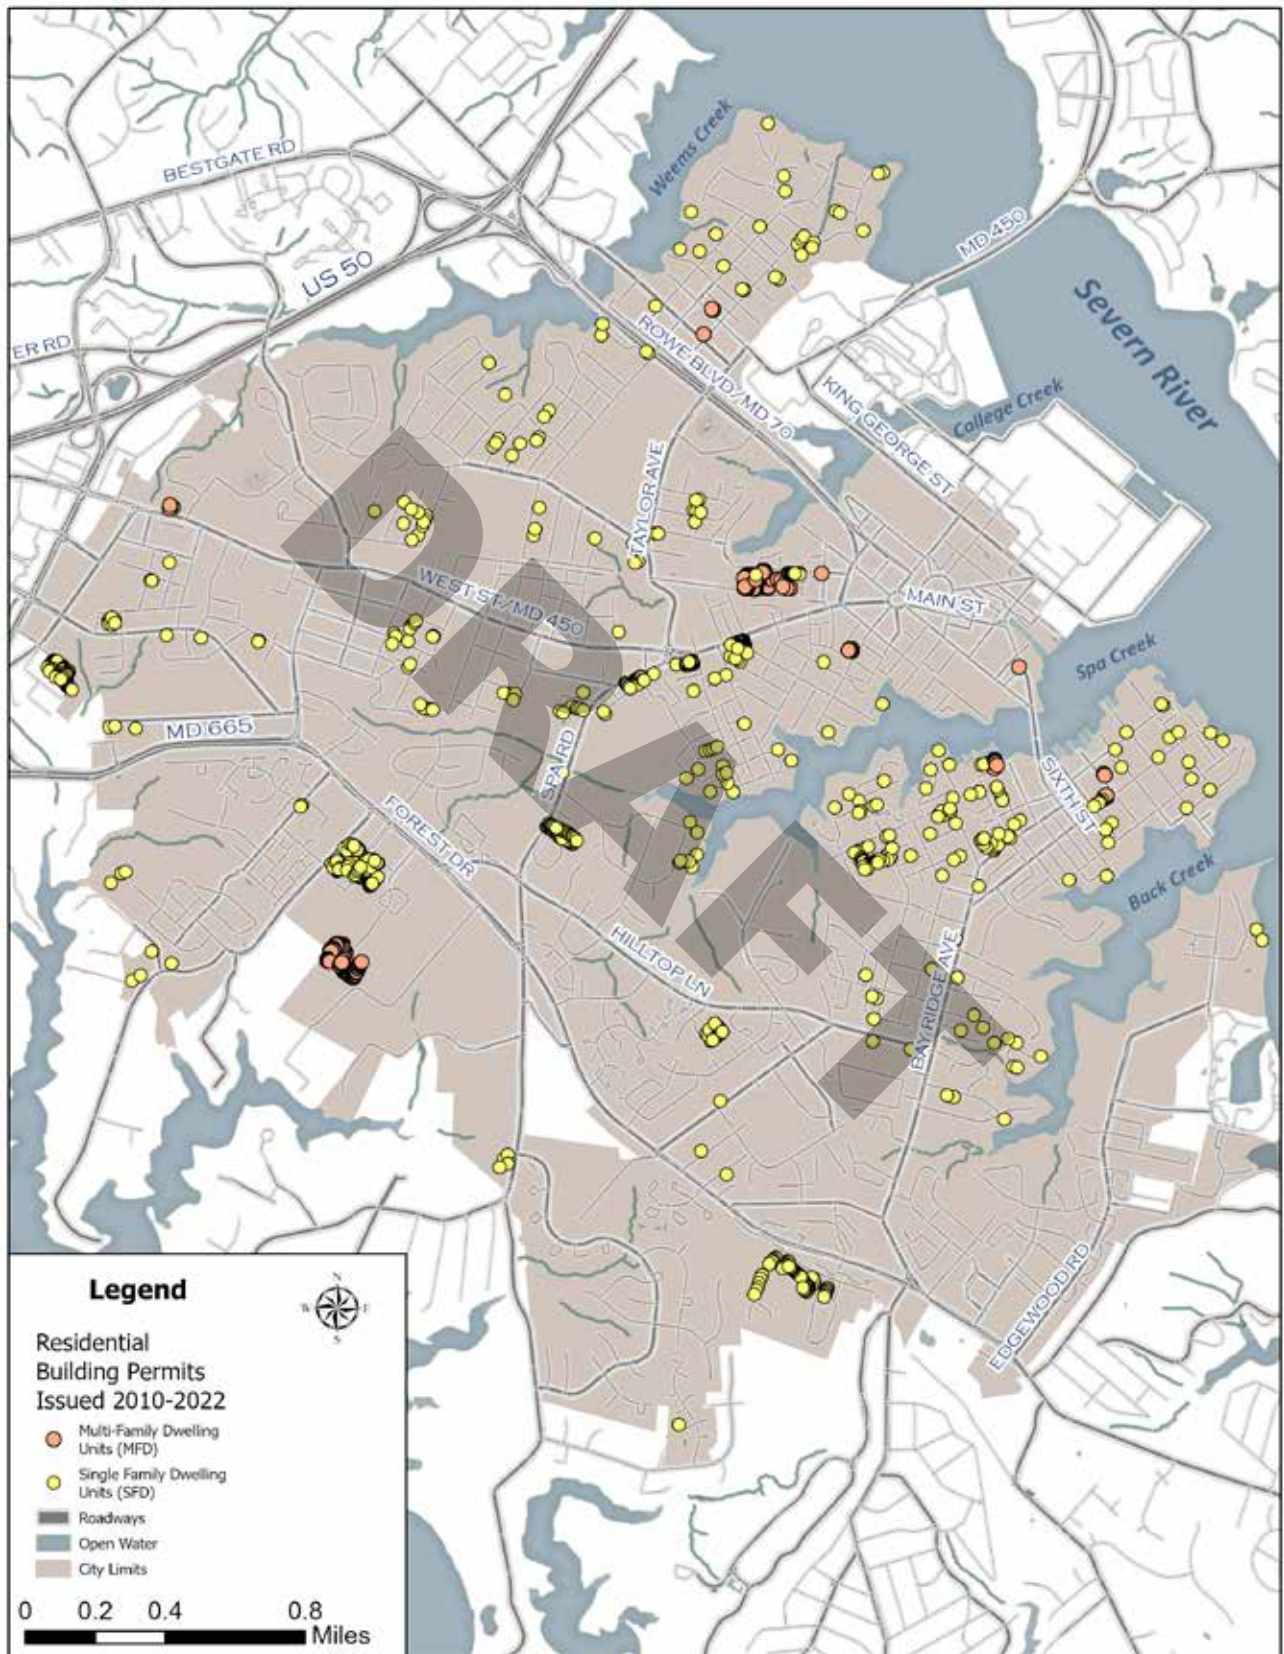 Weems Creek
BESTGATE RD
MD 450
US 50
Severn River
ER RD
ROWE BLVD/MD 70
KING GEORGE ST
College Creek
TAYLOR AVE
WEST ST/MD 450
MAIN ST
Spa Creek
MD 665
SPA RD
SIXTH ST
FOREST DR
Back Creek
HILLTOP LN
BAY RIDGE AVE
EDGEWOOD RD
DRAFT
Legend
N
W E
S
Residential
Building Permits
Issued 2010-2022
Multi-Family Dwelling
Units (MFD)
Single Family Dwelling
Units (SFD)
Roadways
Open Water
City Limits
0 0.2 0.4 0.8
Miles